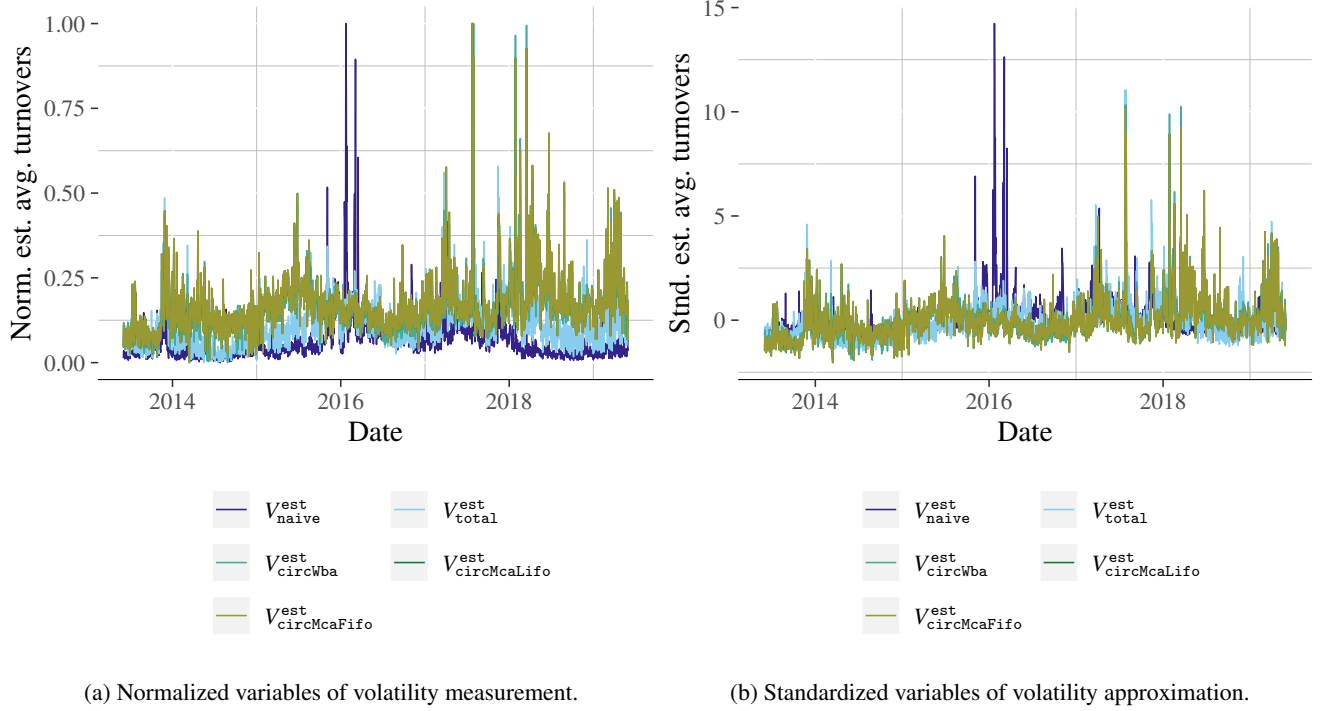 1.00
0.75
0.50
0.25
0.00
Norm. est. avg. turnovers
2014 2016 2018
Date
V^est_naive V^est_total
V^est_circWba V^est_circMcaLifo
V^est_circMcaFifo
(a) Normalized variables of volatility measurement.
15
10
5
0
Stnd. est. avg. turnovers
2014 2016 2018
Date
V^est_naive V^est_total
V^est_circWba V^est_circMcaLifo
V^est_circMcaFifo
(b) Standardized variables of volatility approximation.